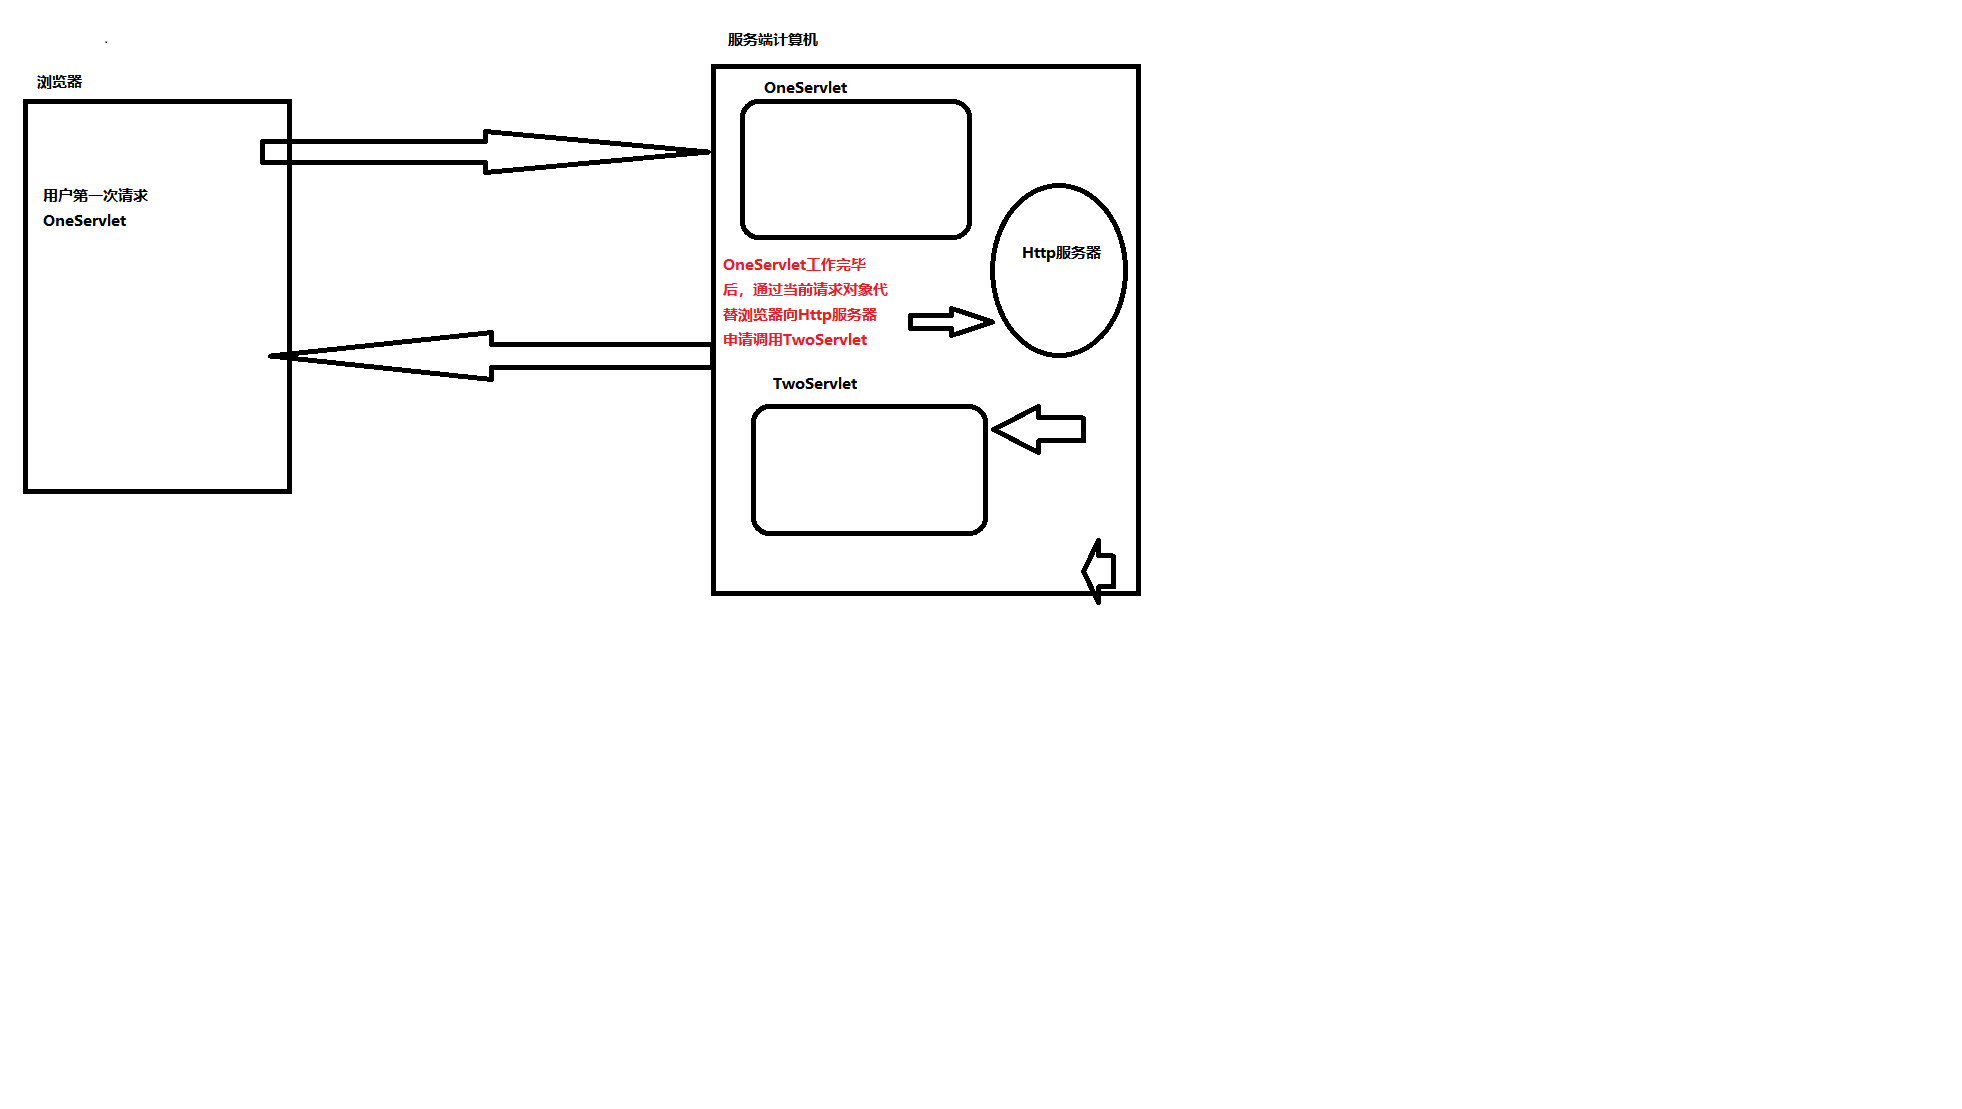 服务端计算机
浏览器
OneServlet
用户第一次请求
OneServlet
Http服务器
OneServlet工作完毕
后，通过当前请求对象代
替浏览器向Http服务器
申请调用TwoServlet
TwoServlet